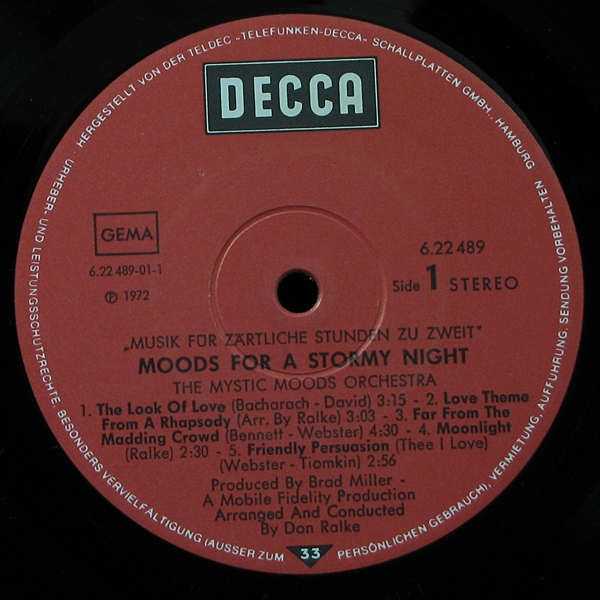 · HERGESTELLT VON DER TELDEC »TELEFUNKEN-DECCA« SCHALLPLATTEN GMBH, HAMBURG
DECCA
GEMA
6.22 489-01-1
Ⓟ 1972
6.22 489
Side 1 STEREO
„MUSIK FÜR ZÄRTLICHE STUNDEN ZU ZWEIT"
MOODS FOR A STORMY NIGHT
THE MYSTIC MOODS ORCHESTRA
1. The Look Of Love (Bacharach - David) 3:15 - 2. Love Theme
From A Rhapsody (Arr. By Ralke) 3:03 - 3. Far From The
Madding Crowd (Bennett - Webster) 4:30 - 4. Moonlight
(Ralke) 2:30 - 5. Friendly Persuasion (Thee I Love)
(Webster - Tiomkin) 2:56
Produced By Brad Miller -
A Mobile Fidelity Production
Arranged And Conducted
By Don Ralke
33
URHEBER- UND LEISTUNGSSCHUTZRECHTE, BESONDERS VERVIELFÄLTIGUNG (AUSSER ZUM PERSÖNLICHEN GEBRAUCH), VERMIETUNG, AUFFÜHRUNG, SENDUNG VORBEHALTEN